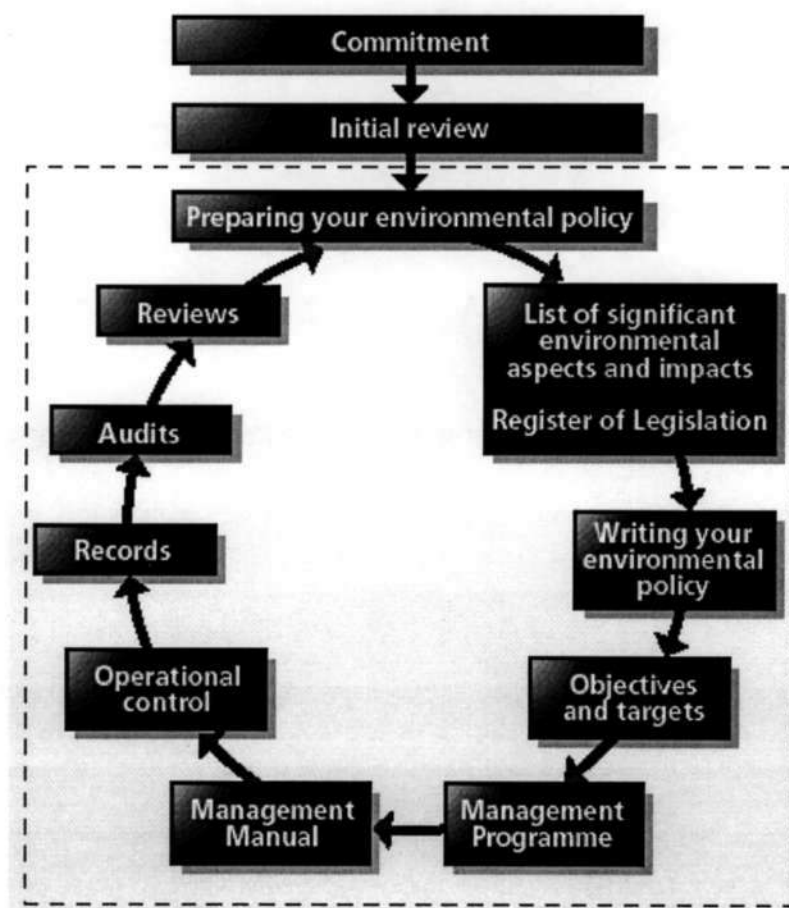 Commitment
Initial review
Preparing your environmental policy
List of significant
environmental
aspects and impacts
Register of Legislation
Writing your
environmental
policy
Objectives
and targets
Management
Programme
Management
Manual
Operational
control
Records
Audits
Reviews